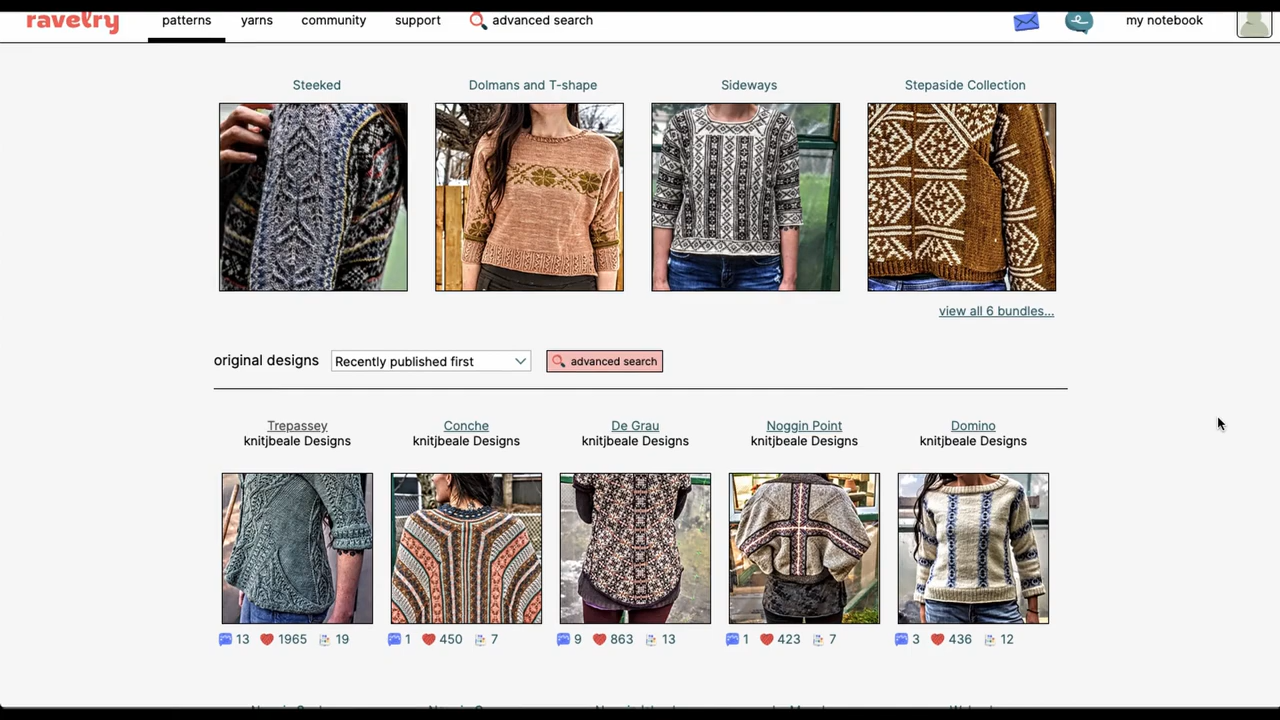 ravelry patterns yarns community support advanced search my notebook
Steeked Dolmans and T-shape Sideways Stepaside Collection
view all 6 bundles...
original designs Recently published first advanced search
Trepassey Conche De Grau Noggin Point Domino
knitjbeale Designs knitjbeale Designs knitjbeale Designs knitjbeale Designs knitjbeale Designs
13 1965 19 1 450 7 9 863 13 1 423 7 3 436 12